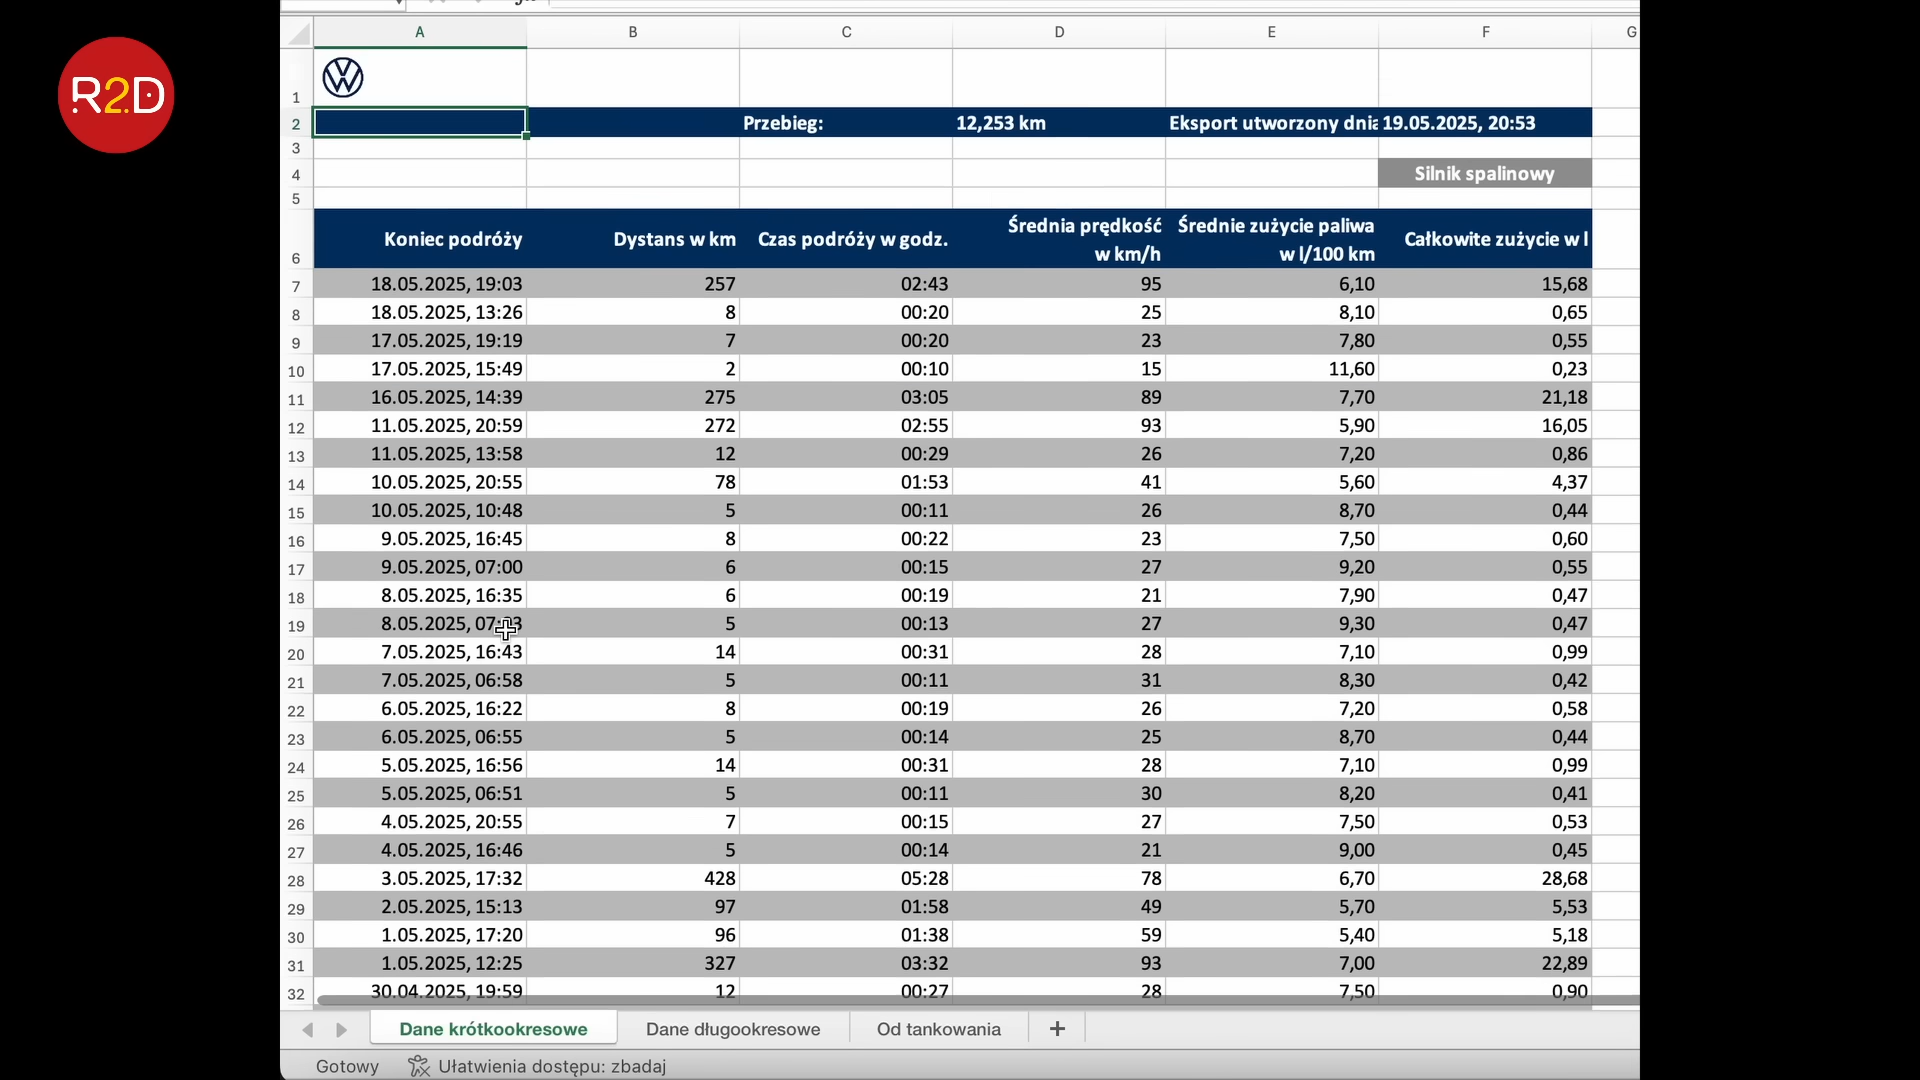 R2D
A B C D E F G
1
2 Przebieg: 12,253 km Eksport utworzony dnia 19.05.2025, 20:53
3
4 Silnik spalinowy
5
Średnia prędkość Średnie zużycie paliwa
Koniec podróży Dystans w km Czas podróży w godz. Całkowite zużycie w l
6 w km/h w l/100 km
7 18.05.2025, 19:03 257 02:43 95 6,10 15,68
8 18.05.2025, 13:26 8 00:20 25 8,10 0,65
9 17.05.2025, 19:19 7 00:20 23 7,80 0,55
10 17.05.2025, 15:49 2 00:10 15 11,60 0,23
11 16.05.2025, 14:39 275 03:05 89 7,70 21,18
12 11.05.2025, 20:59 272 02:55 93 5,90 16,05
13 11.05.2025, 13:58 12 00:29 26 7,20 0,86
14 10.05.2025, 20:55 78 01:53 41 5,60 4,37
15 10.05.2025, 10:48 5 00:11 26 8,70 0,44
16 9.05.2025, 16:45 8 00:22 23 7,50 0,60
17 9.05.2025, 07:00 6 00:15 27 9,20 0,55
18 8.05.2025, 16:35 6 00:19 21 7,90 0,47
19 8.05.2025, 5 00:13 27 9,30 0,47
20 7.05.2025, 16:43 14 00:31 28 7,10 0,99
21 7.05.2025, 06:58 5 00:11 31 8,30 0,42
22 6.05.2025, 16:22 8 00:19 26 7,20 0,58
23 6.05.2025, 06:55 5 00:14 25 8,70 0,44
24 5.05.2025, 16:56 14 00:31 28 7,10 0,99
25 5.05.2025, 06:51 5 00:11 30 8,20 0,41
26 4.05.2025, 20:55 7 00:15 27 7,50 0,53
27 4.05.2025, 16:46 5 00:14 21 9,00 0,45
28 3.05.2025, 17:32 428 05:28 78 6,70 28,68
29 2.05.2025, 15:13 97 01:58 49 5,70 5,53
30 1.05.2025, 17:20 96 01:38 59 5,40 5,18
31 1.05.2025, 12:25 327 03:32 93 7,00 22,89
32 30.04.2025, 19:59 12 00:27 28 7,50 0,90
Dane krótkookresowe Dane długookresowe Od tankowania +
Gotowy Ułatwienia dostępu: zbadaj